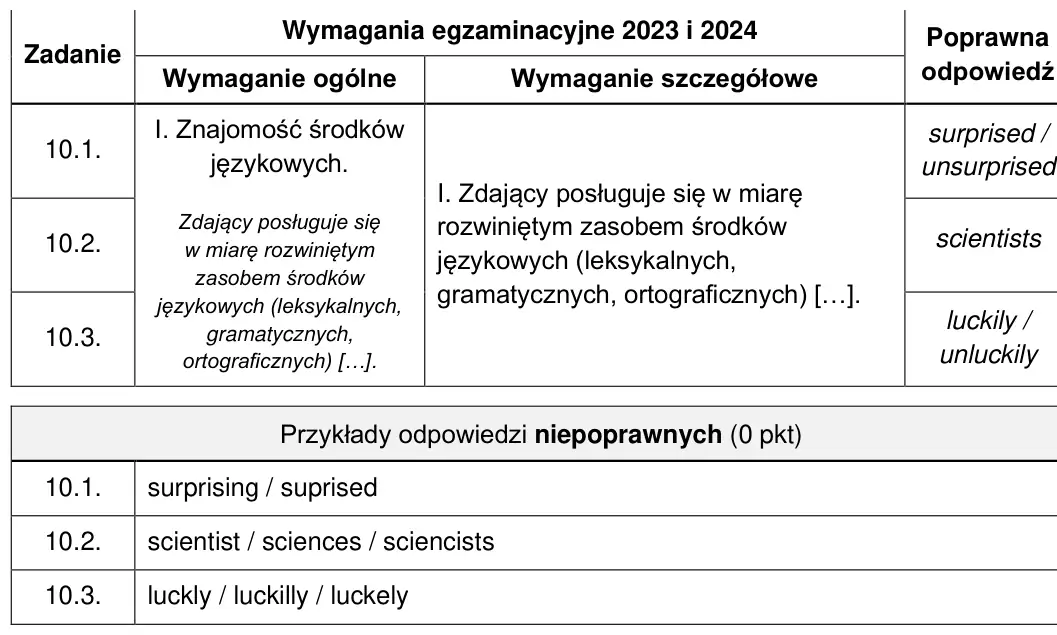 Zadanie
Wymagania egzaminacyjne 2023 i 2024
Poprawna
odpowiedź
Wymaganie ogólne
Wymaganie szczegółowe
10.1.
I. Znajomość środków
językowych.
Zdający posługuje się
w miarę rozwiniętym
zasobem środków
językowych (leksykalnych,
gramatycznych,
ortograficznych) […].
I. Zdający posługuje się w miarę
rozwiniętym zasobem środków
językowych (leksykalnych,
gramatycznych, ortograficznych) […].
surprised /
unsurprised
10.2.
scientists
10.3.
luckily /
unluckily
Przykłady odpowiedzi niepoprawnych (0 pkt)
10.1.
surprising / suprised
10.2.
scientist / sciences / sciencists
10.3.
luckly / luckilly / luckely